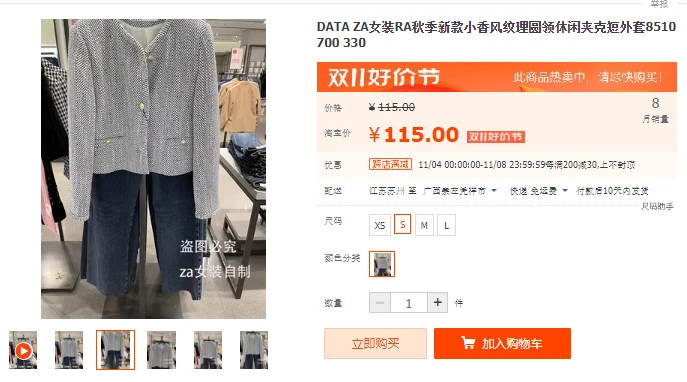 举报
DATA ZA女装RA秋季新款小香风纹理圆领休闲夹克短外套8510
700 330
双11好价节
此商品热卖中，请尽快购买！
价格
¥ 115.00
8
月销量
淘宝价
¥ 115.00 双11好价节
优惠
跨店满减 11/04 00:00:00-11/08 23:59:59每满200减30,上不封顶
配送
江苏苏州 至 广西崇左凭祥市 快递 免运费 付款后10天内发货
尺码助手
尺码
XS S M L
颜色分类
数量
1 件
立即购买
加入购物车
盗图必究
za女装自制